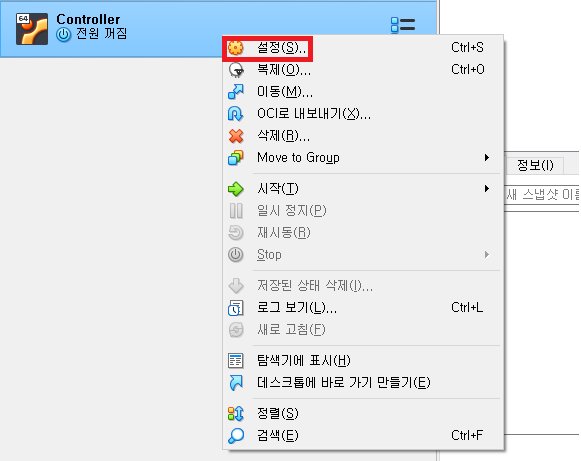 64
Controller
전원 꺼짐
설정(S)... Ctrl+S
복제(O)... Ctrl+O
이동(M)...
OCI로 내보내기(X)...
삭제(R)...
Move to Group
시작(T)
일시 정지(P)
재시동(R)
Stop
저장된 상태 삭제(I)...
로그 보기(L)... Ctrl+L
새로 고침(F)
탐색기에 표시(H)
데스크톱에 바로 가기 만들기(E)
정렬(S)
검색(E) Ctrl+F
정보(I)
새 스냅샷 이름